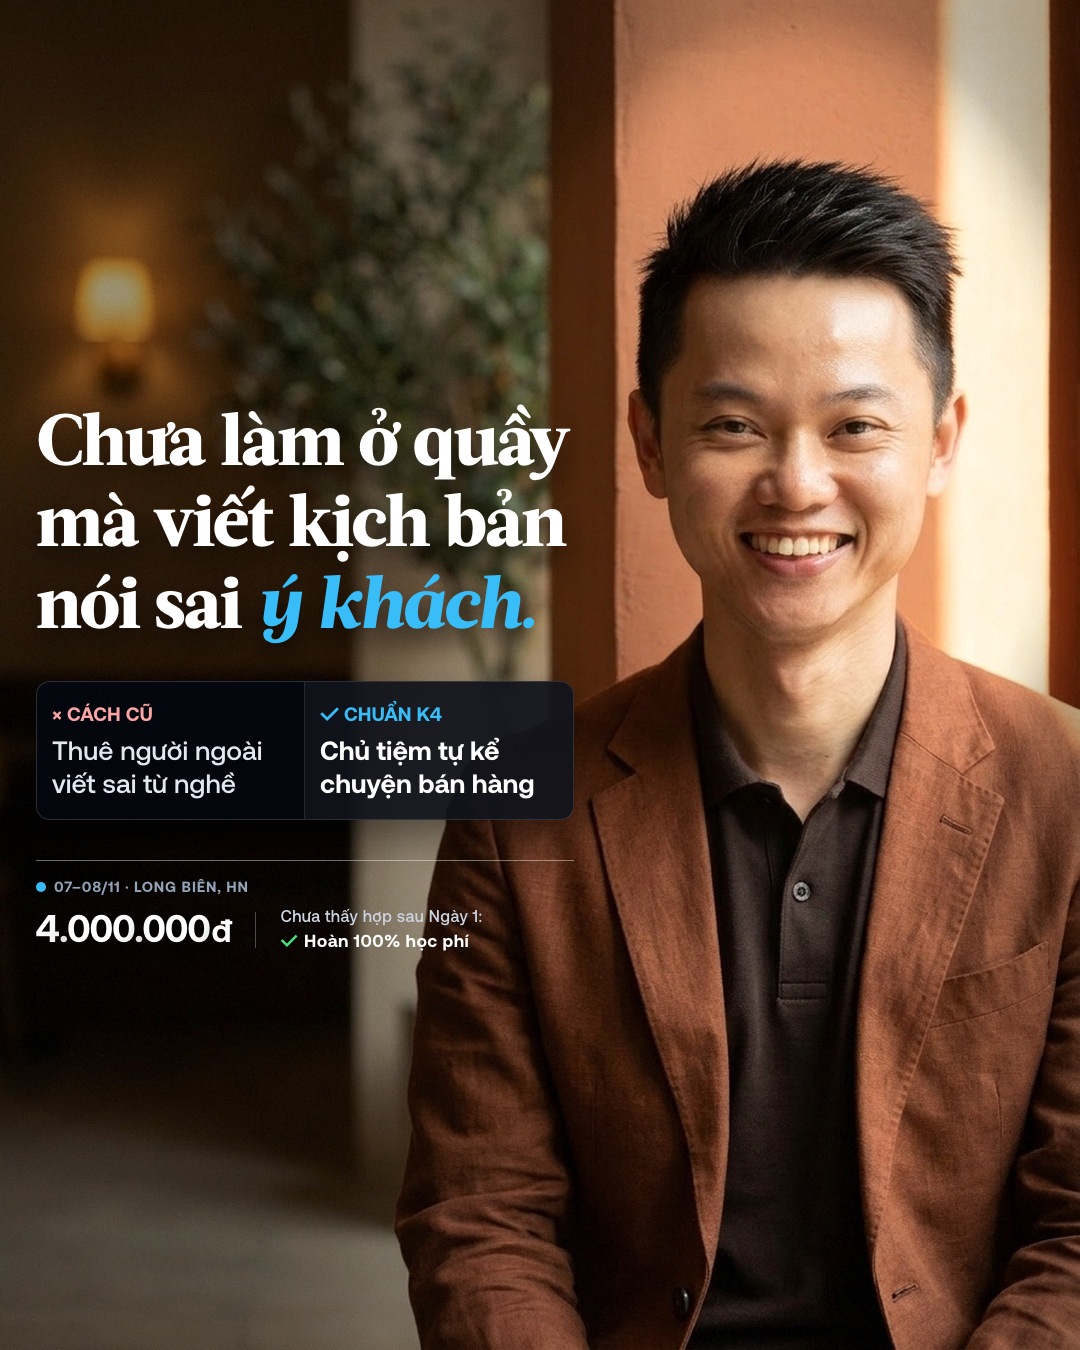 Chưa làm ở quầy
mà viết kịch bản
nói sai ý khách.
× CÁCH CŨ
Thuê người ngoài
viết sai từ nghề
✓ CHUẨN K4
Chủ tiệm tự kể
chuyện bán hàng
07–08/11 · LONG BIÊN, HN
4.000.000đ
Chưa thấy hợp sau Ngày 1:
✓ Hoàn 100% học phí